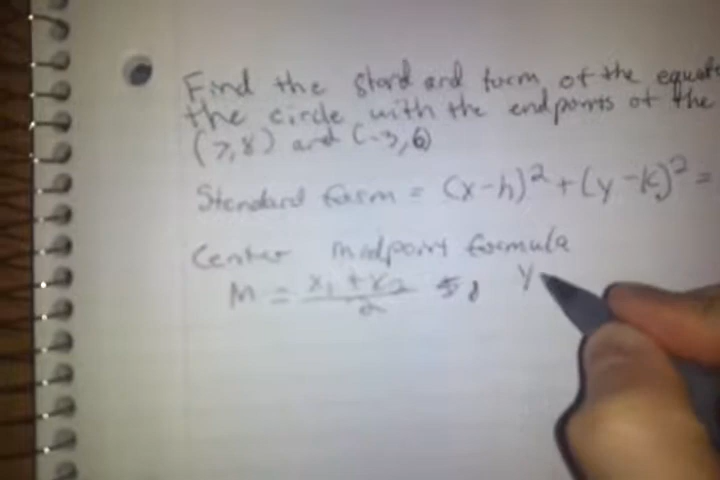 Find the standard form of the equat
the circle with the endpoints of the
(7,8) and (-3,6)
Standard form = (x-h)² + (y-k)² =
Center midpoint formula
M = x₁ + x₂ / 2 , y